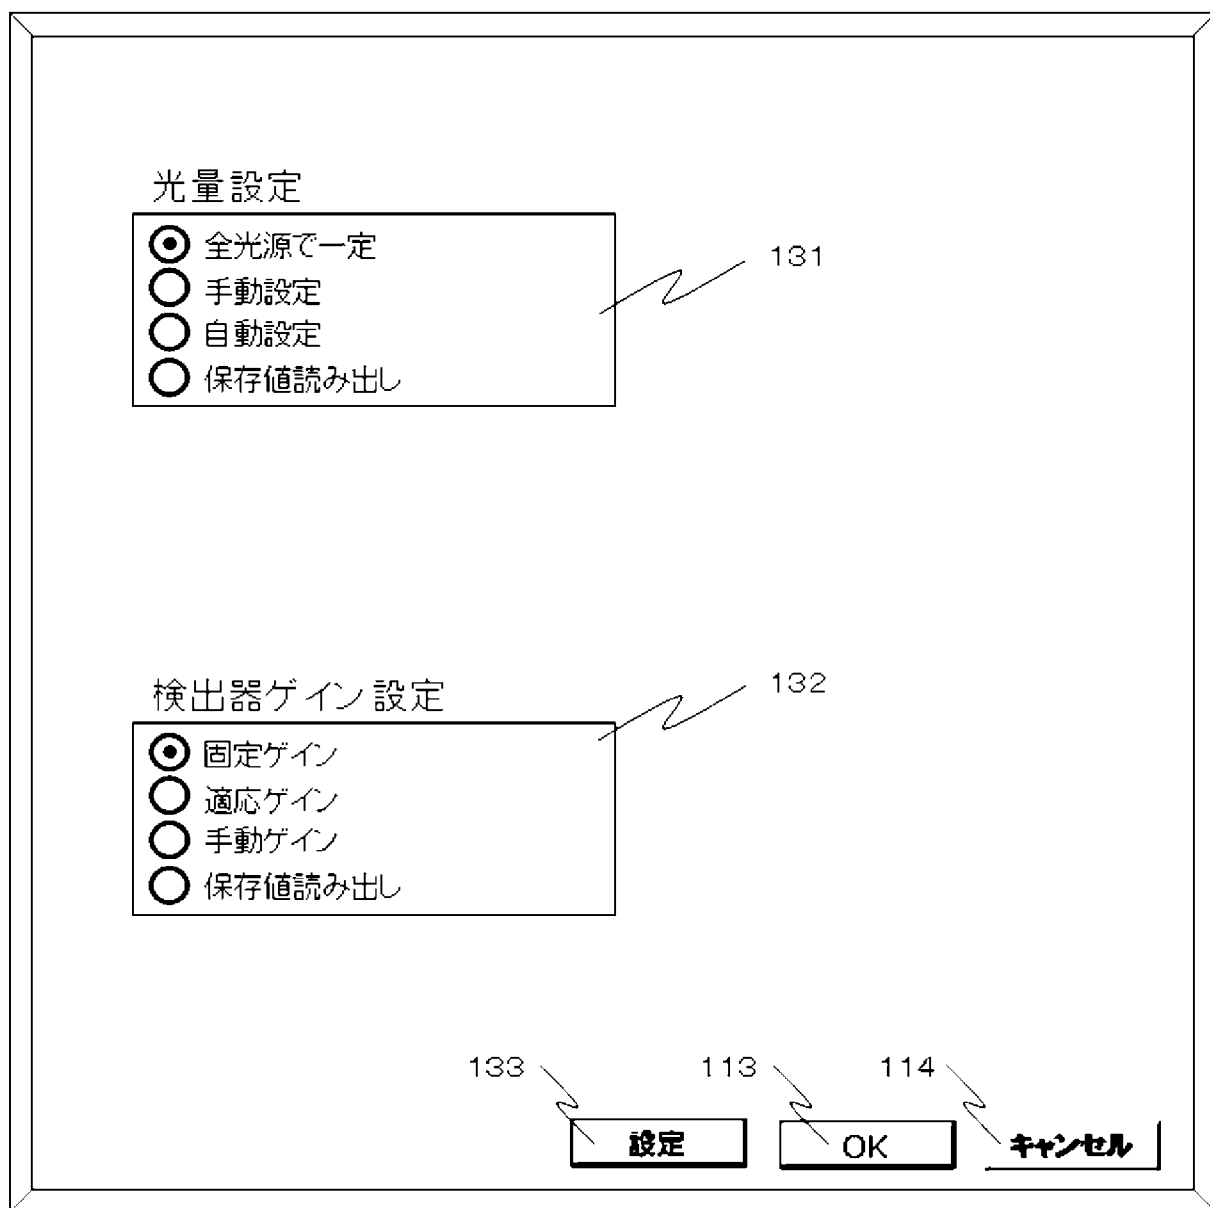 光量設定
全光源で一定
手動設定
自動設定
保存値読み出し
131
検出器ゲイン設定
固定ゲイン
適応ゲイン
手動ゲイン
保存値読み出し
132
133
113
114
設定
OK
キャンセル